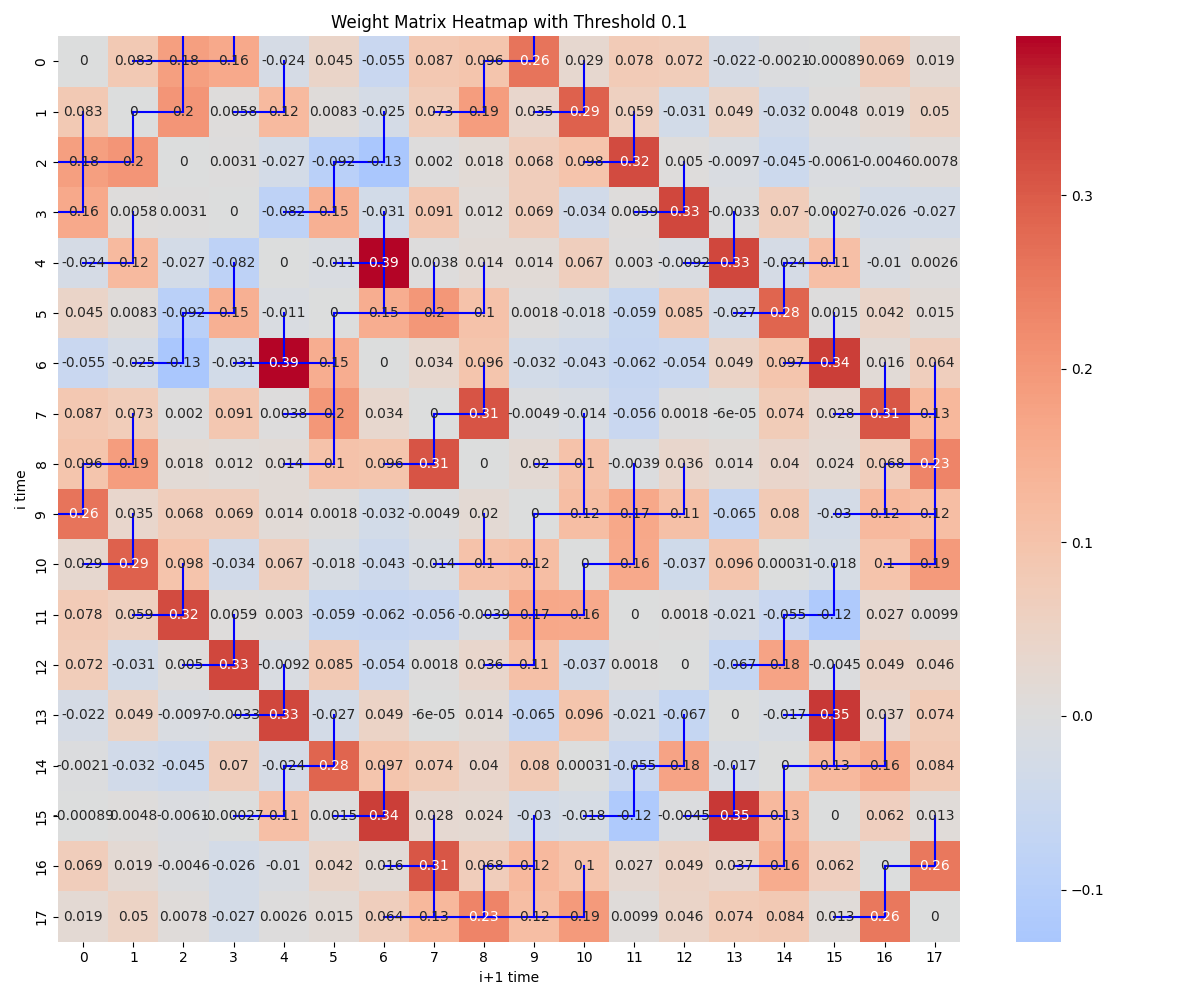 Weight Matrix Heatmap with Threshold 0.1
0 0 0.083 0.18 0.16 -0.024 0.045 -0.055 0.087 0.096 0.26 0.029 0.078 0.072 -0.022 -0.0021 -0.00089 0.069 0.019
1 0.083 0 0.2 0.0058 0.12 0.0083 -0.025 0.073 0.19 0.035 0.29 0.059 -0.031 0.049 -0.032 0.0048 0.019 0.05
2 0.18 0.2 0 0.0031 -0.027 -0.092 -0.13 0.002 0.018 0.068 0.098 0.32 0.005 -0.0097 -0.045 -0.0061 -0.0046 0.0078
3 0.16 0.0058 0.0031 0 -0.082 0.15 -0.031 0.091 0.012 0.069 -0.034 0.0059 0.33 -0.0033 0.07 -0.00027 -0.026 -0.027
4 -0.024 0.12 -0.027 -0.082 0 -0.011 0.39 0.0038 0.014 0.014 0.067 0.003 -0.0092 0.33 -0.024 0.11 -0.01 0.0026
5 0.045 0.0083 -0.092 0.15 -0.011 0 0.15 0.2 0.1 0.0018 -0.018 -0.059 0.085 -0.027 0.28 0.0015 0.042 0.015
6 -0.055 -0.025 -0.13 -0.031 0.39 0.15 0 0.034 0.096 -0.032 -0.043 -0.062 -0.054 0.049 0.097 0.34 0.016 0.064
7 0.087 0.073 0.002 0.091 0.0038 0.2 0.034 0 0.31 -0.0049 -0.014 -0.056 0.0018 -6e-05 0.074 0.028 0.31 0.13
8 0.096 0.19 0.018 0.012 0.014 0.1 0.096 0.31 0 0.02 0.1 -0.0039 0.036 0.014 0.04 0.024 0.068 0.23
9 0.26 0.035 0.068 0.069 0.014 0.0018 -0.032 -0.0049 0.02 0 0.12 0.17 0.11 -0.065 0.08 -0.03 0.12 0.12
10 0.029 0.29 0.098 -0.034 0.067 -0.018 -0.043 -0.014 0.1 0.12 0 0.16 -0.037 0.096 0.00031 -0.018 0.1 0.19
11 0.078 0.059 0.32 0.0059 0.003 -0.059 -0.062 -0.056 -0.0039 0.17 0.16 0 0.0018 -0.021 -0.055 -0.12 0.027 0.0099
12 0.072 -0.031 0.005 0.33 -0.0092 0.085 -0.054 0.0018 0.036 0.11 -0.037 0.0018 0 -0.067 0.18 -0.0045 0.049 0.046
13 -0.022 0.049 -0.0097 -0.0033 0.33 -0.027 0.049 -6e-05 0.014 -0.065 0.096 -0.021 -0.067 0 -0.017 0.35 0.037 0.074
14 -0.0021 -0.032 -0.045 0.07 -0.024 0.28 0.097 0.074 0.04 0.08 0.00031 -0.055 0.18 -0.017 0 0.13 0.16 0.084
15 -0.00089 0.0048 -0.0061 -0.00027 0.11 0.0015 0.34 0.028 0.024 -0.03 -0.018 -0.12 -0.0045 0.35 0.13 0 0.062 0.013
16 0.069 0.019 -0.0046 -0.026 -0.01 0.042 0.016 0.31 0.068 0.12 0.1 0.027 0.049 0.037 0.16 0.062 0 0.26
17 0.019 0.05 0.0078 -0.027 0.0026 0.015 0.064 0.13 0.23 0.12 0.19 0.0099 0.046 0.074 0.084 0.013 0.26 0
0 1 2 3 4 5 6 7 8 9 10 11 12 13 14 15 16 17
i+1 time
i time
0.3
0.2
0.1
0.0
−0.1